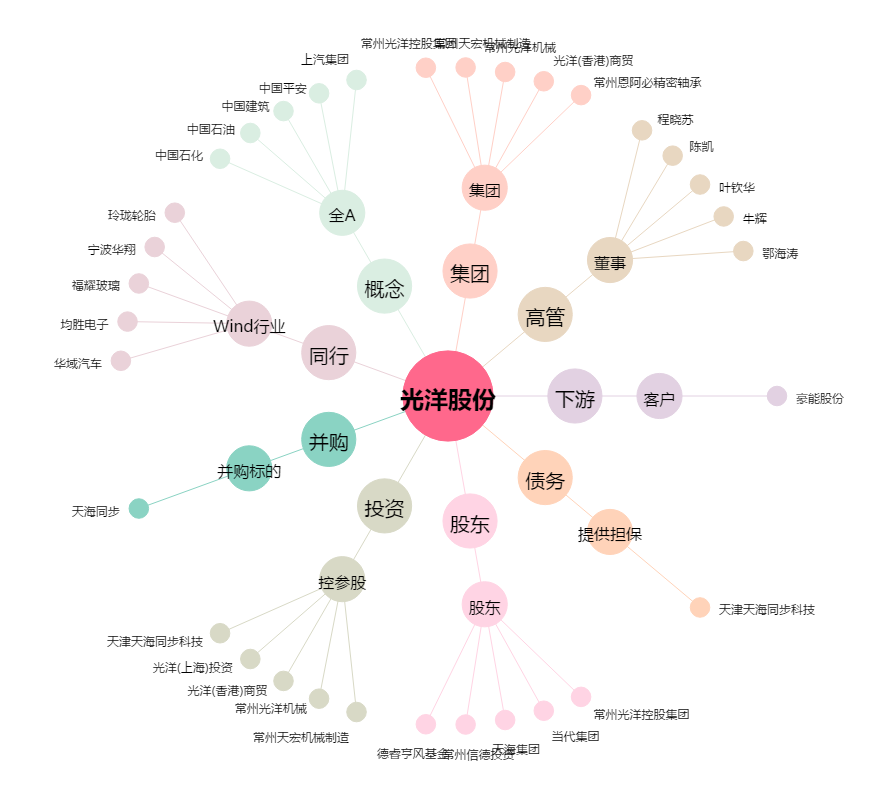 常州光洋控股集团
常州天宏机械制造
常州光洋机械
光洋(香港)商贸
常州恩阿必精密轴承
上汽集团
中国平安
中国建筑
中国石油
中国石化
程晓苏
陈凯
叶钦华
牛辉
鄂海涛
集团
全A
董事
集团
概念
高管
玲珑轮胎
宁波华翔
福耀玻璃
均胜电子
华域汽车
Wind行业
同行
光洋股份
下游
客户
豪能股份
并购
并购标的
天海同步
投资
控参股
天津天海同步科技
光洋(上海)投资
光洋(香港)商贸
常州光洋机械
常州天宏机械制造
股东
股东
德睿亨风基金
常州信德投资
天海集团
当代集团
常州光洋控股集团
债务
提供担保
天津天海同步科技